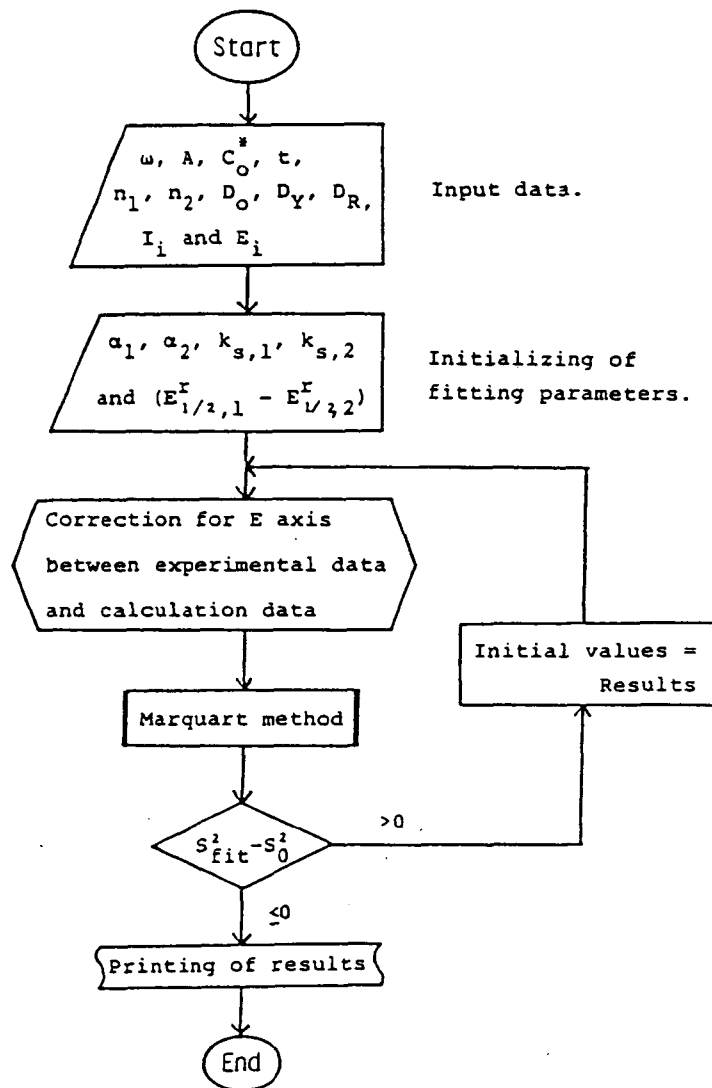 Start
ω, A, C*o, t,
n1, n2, Do, DY, DR,
Ii and Ei
Input data.
α1, α2, ks,1, ks,2
and (Er1/2,1 - Er1/2,2)
Initializing of
fitting parameters.
Correction for E axis
between experimental data
and calculation data
Initial values =
Results
Marquart method
S2fit-S20
>0
≤0
Printing of results
End